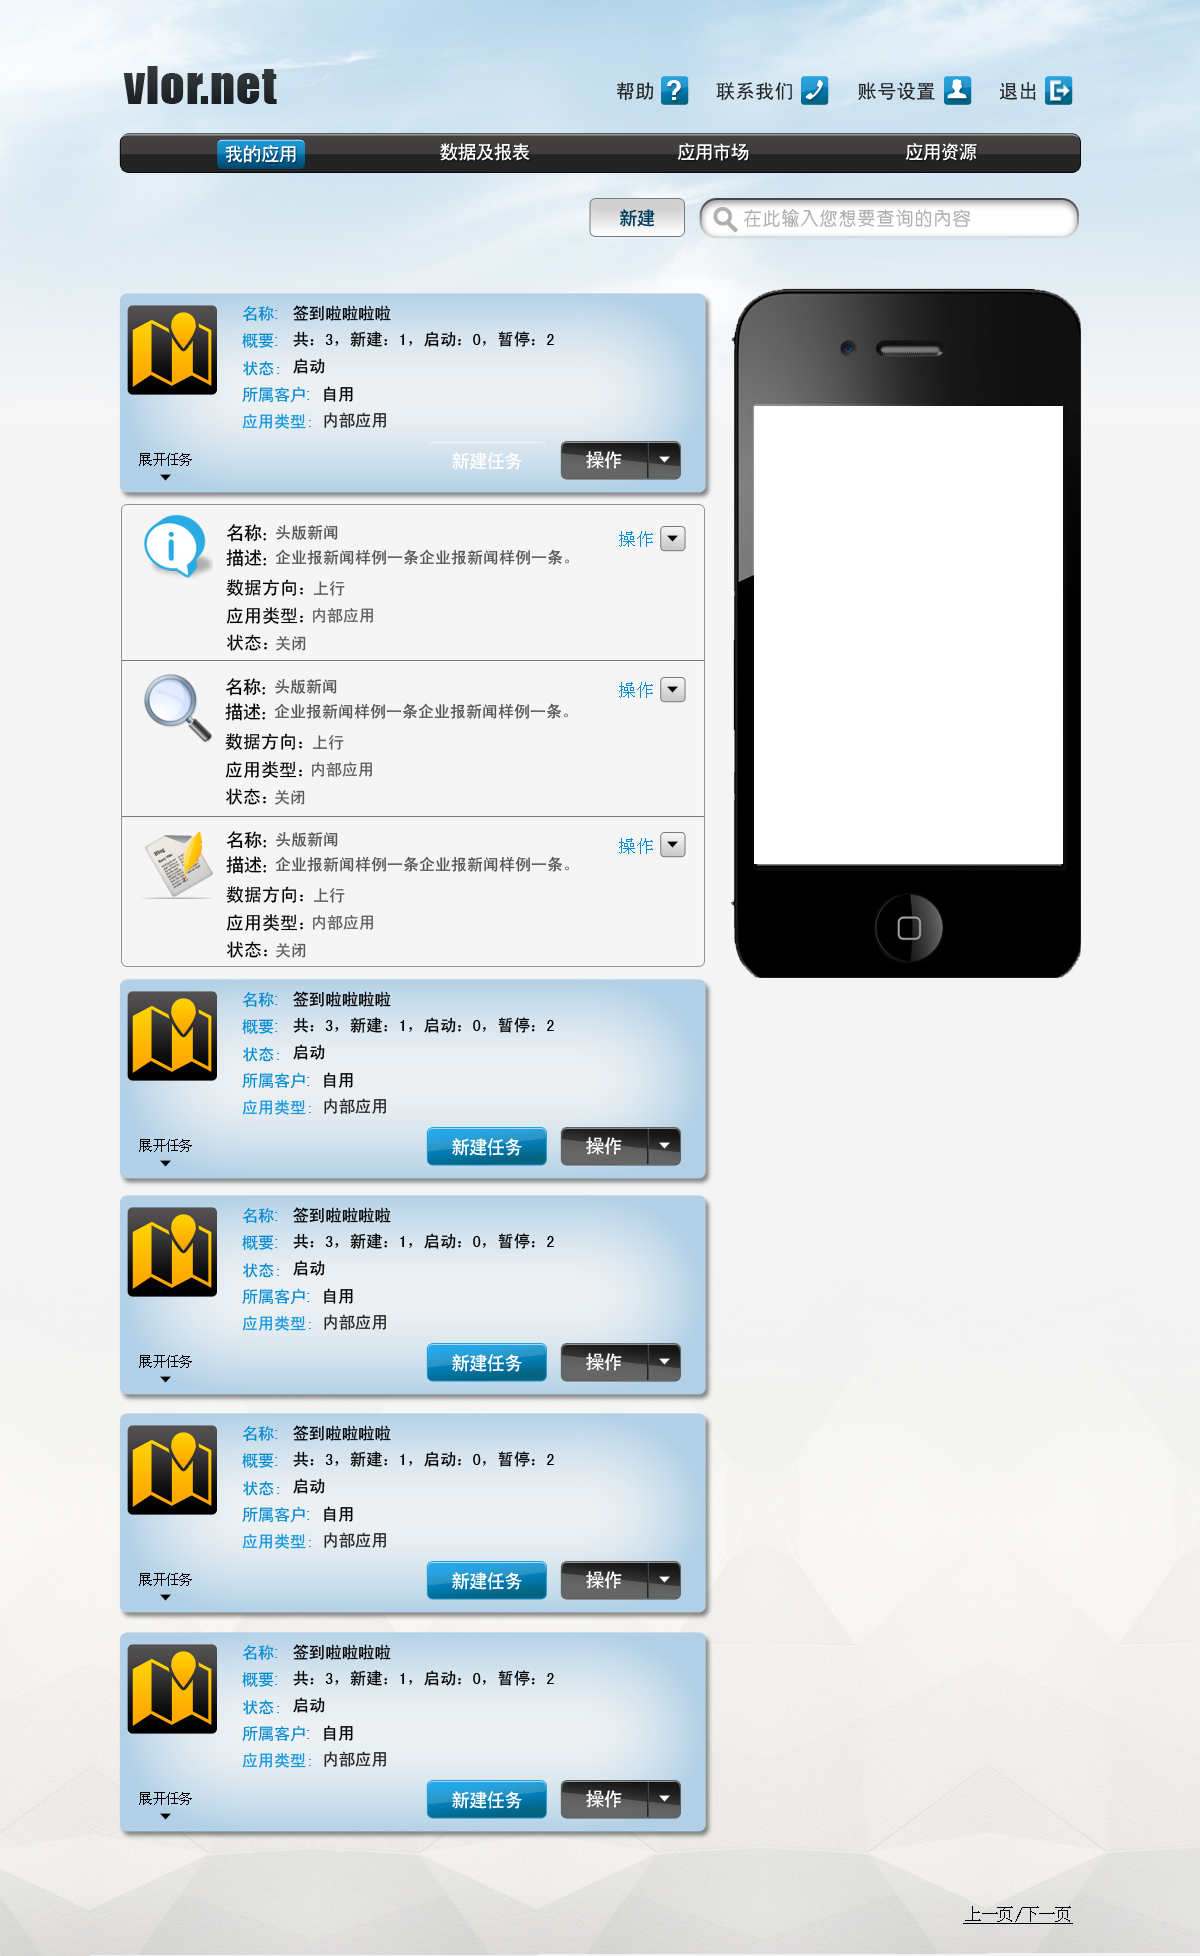 vlor.net
帮助 联系我们 账号设置 退出
我的应用 数据及报表 应用市场 应用资源
新建 在此输入您想要查询的内容
名称: 签到啦啦啦啦
概要: 共：3，新建：1，启动：0，暂停：2
状态: 启动
所属客户: 自用
应用类型: 内部应用
展开任务 新建任务 操作
名称：头版新闻 操作
描述：企业报新闻样例一条企业报新闻样例一条。
数据方向：上行
应用类型：内部应用
状态：关闭
名称：头版新闻 操作
描述：企业报新闻样例一条企业报新闻样例一条。
数据方向：上行
应用类型：内部应用
状态：关闭
名称：头版新闻 操作
描述：企业报新闻样例一条企业报新闻样例一条。
数据方向：上行
应用类型：内部应用
状态：关闭
名称: 签到啦啦啦啦
概要: 共：3，新建：1，启动：0，暂停：2
状态: 启动
所属客户: 自用
应用类型: 内部应用
展开任务 新建任务 操作
名称: 签到啦啦啦啦
概要: 共：3，新建：1，启动：0，暂停：2
状态: 启动
所属客户: 自用
应用类型: 内部应用
展开任务 新建任务 操作
名称: 签到啦啦啦啦
概要: 共：3，新建：1，启动：0，暂停：2
状态: 启动
所属客户: 自用
应用类型: 内部应用
展开任务 新建任务 操作
名称: 签到啦啦啦啦
概要: 共：3，新建：1，启动：0，暂停：2
状态: 启动
所属客户: 自用
应用类型: 内部应用
展开任务 新建任务 操作
上一页/下一页